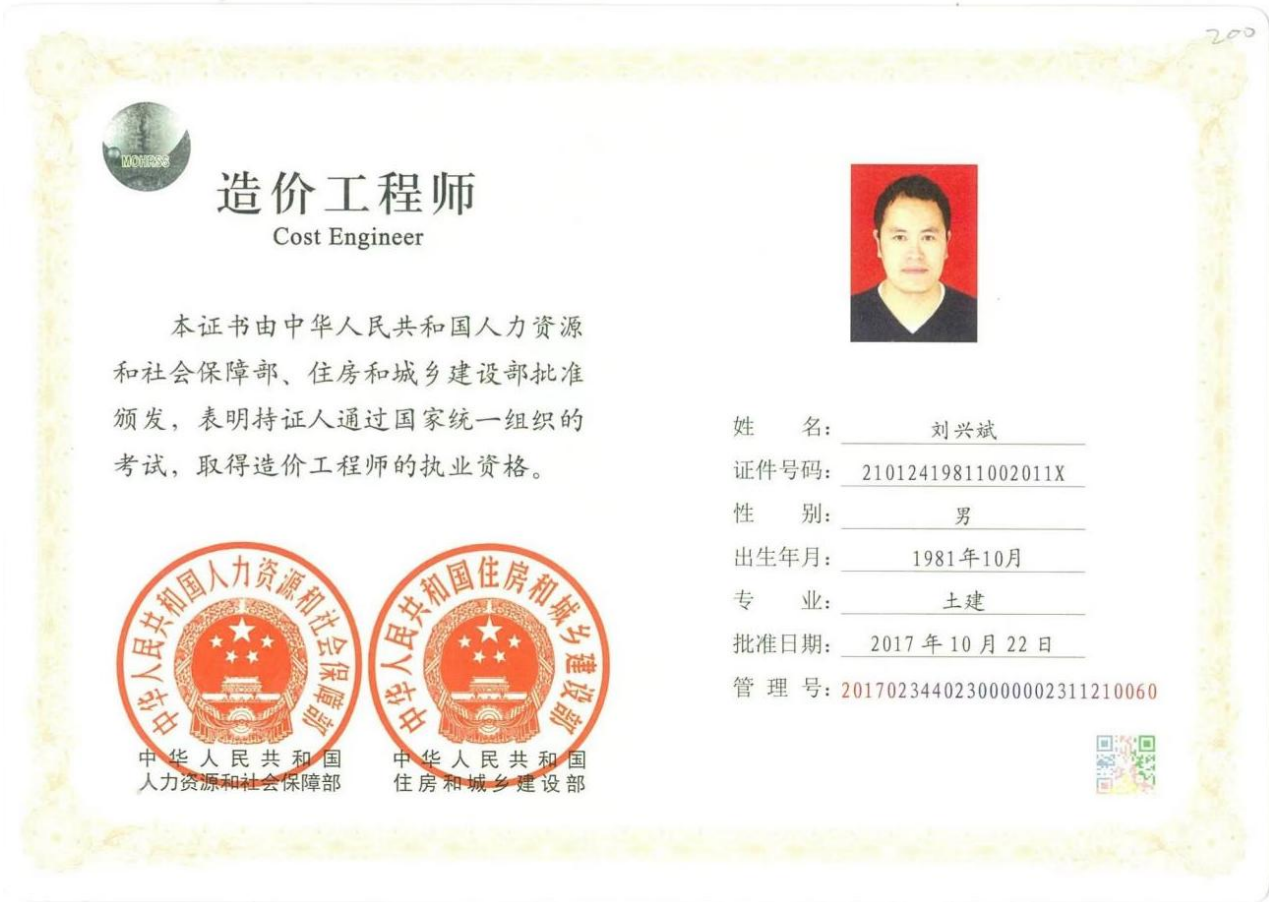 200
MOHRSS
造价工程师
Cost Engineer
本证书由中华人民共和国人力资源
和社会保障部、住房和城乡建设部批准
颁发，表明持证人通过国家统一组织的
考试，取得造价工程师的执业资格。
中华人民共和国人力资源和社会保障部
中华人民共和国住房和城乡建设部
中华人民共和国
人力资源和社会保障部
中华人民共和国
住房和城乡建设部
姓名：刘兴斌
证件号码：21012419811002011X
性别：男
出生年月：1981年10月
专业：土建
批准日期：2017年10月22日
管理号：2017023440230000002311210060